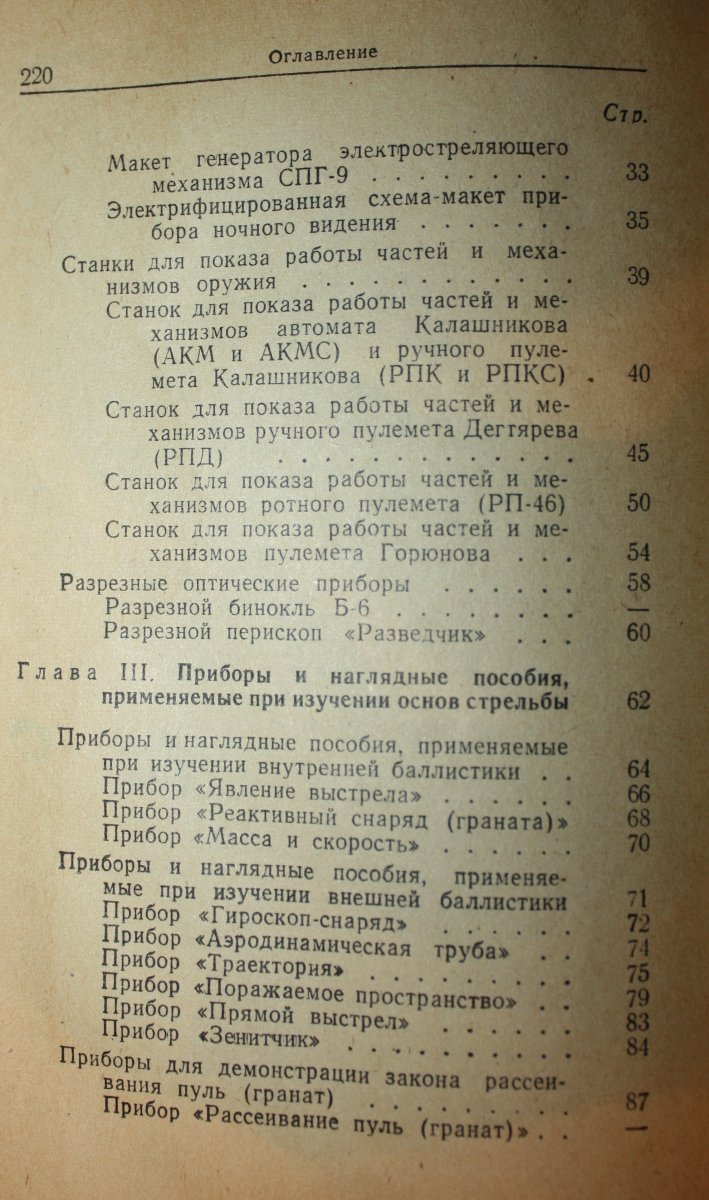 220
Оглавление
Стр.
Макет генератора электростреляющего
механизма СПГ-9 . . . . . . . . . 33
Электрифицированная схема-макет при-
бора ночного видения . . . . . . . 35
Станки для показа работы частей и меха-
низмов оружия . . . . . . . . . . . . 39
Станок для показа работы частей и ме-
ханизмов автомата Калашникова
(АКМ и АКМС) и ручного пуле-
мета Калашникова (РПК и РПКС) . 40
Станок для показа работы частей и ме-
ханизмов ручного пулемета Дегтярева
(РПД) . . . . . . . . . . . . . 45
Станок для показа работы частей и ме-
ханизмов ротного пулемета (РП-46) 50
Станок для показа работы частей и ме-
ханизмов пулемета Горюнова . . . 54
Разрезные оптические приборы . . . . . . 58
Разрезной бинокль Б-6 . . . . . . . . —
Разрезной перископ «Разведчик» . . . 60
Глава III. Приборы и наглядные пособия,
применяемые при изучении основ стрельбы 62
Приборы и наглядные пособия, применяемые
при изучении внутренней баллистики . . 64
Прибор «Явление выстрела» . . . . . . 66
Прибор «Реактивный снаряд (граната)» 68
Прибор «Масса и скорость» . . . . . . 70
Приборы и наглядные пособия, применяе-
мые при изучении внешней баллистики 71
Прибор «Гироскоп-снаряд» . . . . . . 72
Прибор «Аэродинамическая труба» . . 74
Прибор «Траектория» . . . . . . . . . 75
Прибор «Поражаемое пространство» . . 79
Прибор «Прямой выстрел» . . . . . . 83
Прибор «Зенитчик» . . . . . . . . . . 84
Приборы для демонстрации закона рассеи-
вания пуль (гранат) . . . . . . . . . 87
Прибор «Рассеивание пуль (гранат)» . . —